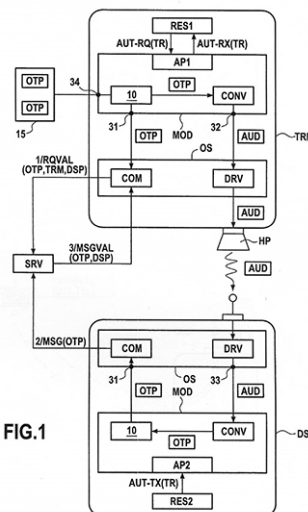 RES1
AUT-RQ(TR)
AUT-RX(TR)
AP1
34
OTP
OTP
15
10
OTP
CONV
31
32
OTP
MOD
AUD
OS
COM
DRV
1/RQVAL
(OTP,TRM,DSP)
AUD
3/MSGVAL
(OTP,DSP)
HP
SRV
AUD
2/MSG(OTP)
COM
DRV
31
OTP
OS
MOD
33
AUD
10
OTP
CONV
AP2
AUT-TX(TR)
RES2
FIG.1